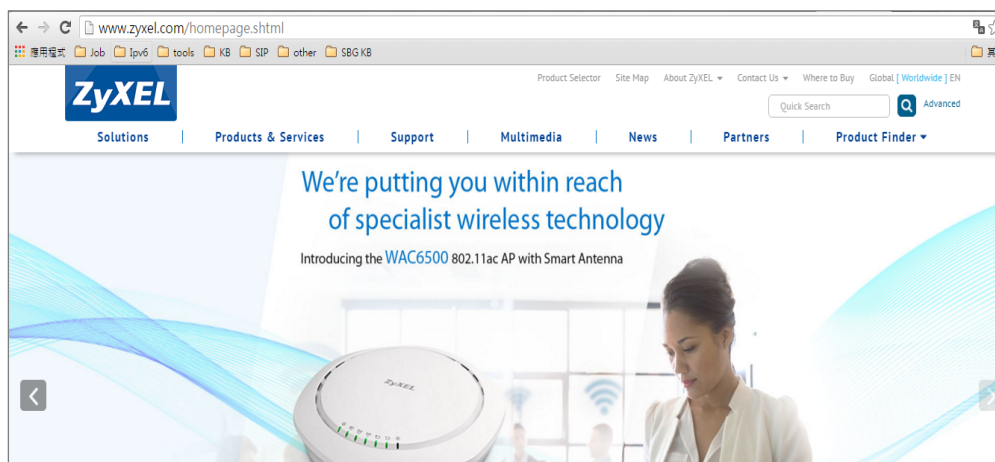 www.zyxel.com/homepage.shtml
應用程式 Job Ipv6 tools KB SIP other SBG KB 其
ZyXEL
Product Selector Site Map About ZyXEL Contact Us Where to Buy Global [ Worldwide ] EN
Quick Search Advanced
Solutions Products & Services Support Multimedia News Partners Product Finder
We're putting you within reach
of specialist wireless technology
Introducing the WAC6500 802.11ac AP with Smart Antenna
ZyXEL